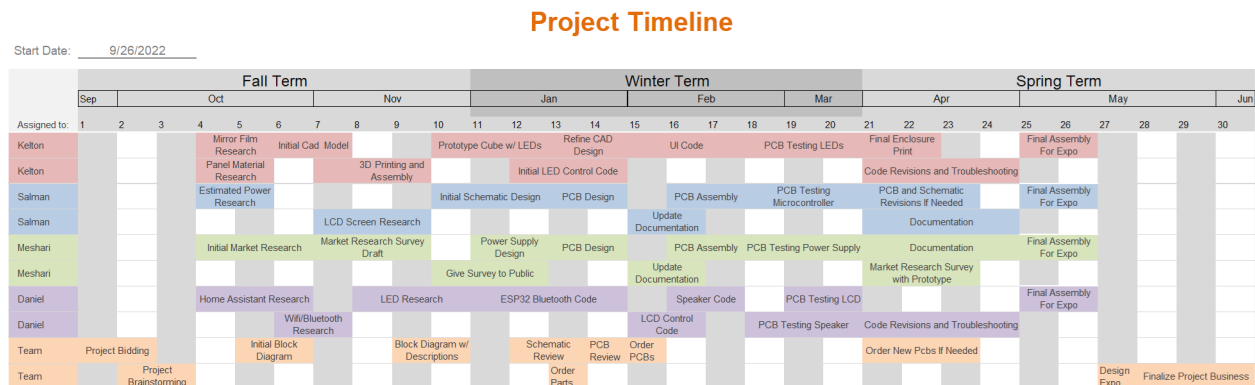 Project Timeline
Start Date: 9/26/2022
Fall Term Winter Term Spring Term
Sep Oct Nov Jan Feb Mar Apr May Jun
Assigned to: 1 2 3 4 5 6 7 8 9 10 11 12 13 14 15 16 17 18 19 20 21 22 23 24 25 26 27 28 29 30
Kelton Mirror Film Research Initial Cad Model Prototype Cube w/ LEDs Refine CAD Design UI Code PCB Testing LEDs Final Enclosure Print Final Assembly For Expo
Kelton Panel Material Research 3D Printing and Assembly Initial LED Control Code Code Revisions and Troubleshooting
Salman Estimated Power Research Initial Schematic Design PCB Design PCB Assembly PCB Testing Microcontroller PCB and Schematic Revisions If Needed Final Assembly For Expo
Salman LCD Screen Research Update Documentation Documentation
Meshari Initial Market Research Market Research Survey Draft Power Supply Design PCB Design PCB Assembly PCB Testing Power Supply Documentation Final Assembly For Expo
Meshari Give Survey to Public Update Documentation Market Research Survey with Prototype
Daniel Home Assistant Research LED Research ESP32 Bluetooth Code Speaker Code PCB Testing LCD Final Assembly For Expo
Daniel Wifi/Bluetooth Research LCD Control Code PCB Testing Speaker Code Revisions and Troubleshooting
Team Project Bidding Initial Block Diagram Block Diagram w/ Descriptions Schematic Review PCB Review Order PCBs Order New Pcbs If Needed
Team Project Brainstorming Order Parts Design Expo Finalize Project Business